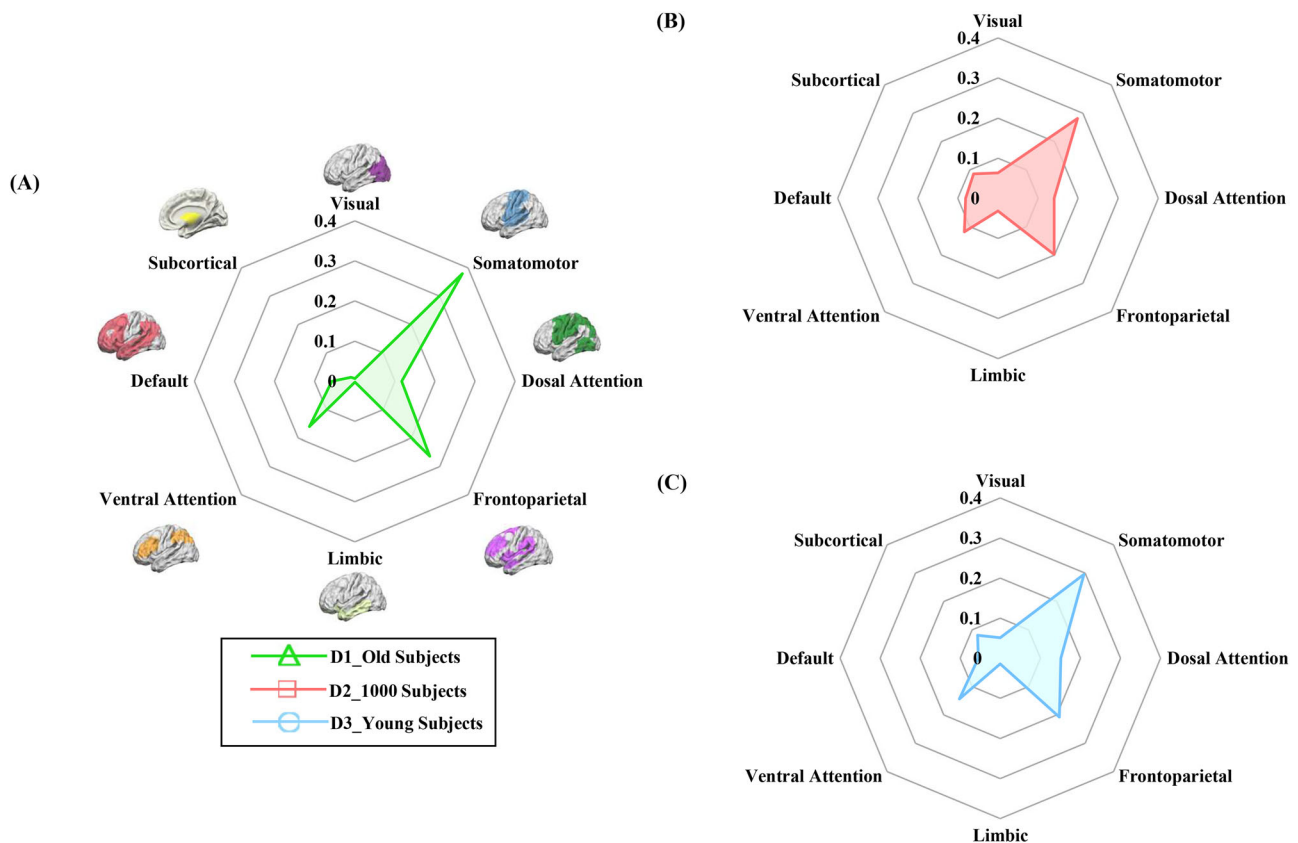 (A)
Visual
0.4
Subcortical
Somatomotor
0.3
0.2
0.1
Default
0
Dosal Attention
Ventral Attention
Frontoparietal
Limbic
D1_Old Subjects
D2_1000 Subjects
D3_Young Subjects
(B)
Visual
0.4
Subcortical
Somatomotor
0.3
0.2
0.1
Default
0
Dosal Attention
Ventral Attention
Frontoparietal
Limbic
(C)
Visual
0.4
Subcortical
Somatomotor
0.3
0.2
0.1
Default
0
Dosal Attention
Ventral Attention
Frontoparietal
Limbic